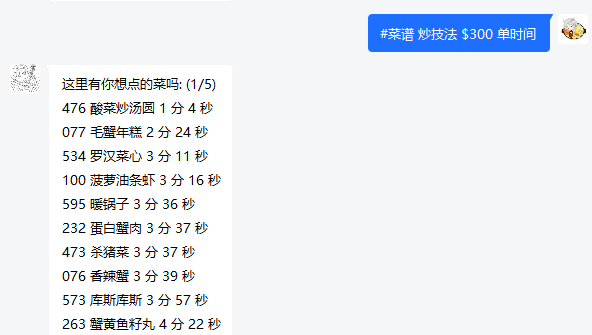 #菜谱 炒技法 $300 单时间
这里有你想点的菜吗: (1/5)
476 酸菜炒汤圆 1 分 4 秒
077 毛蟹年糕 2 分 24 秒
534 罗汉菜心 3 分 11 秒
100 菠萝油条虾 3 分 16 秒
595 暖锅子 3 分 36 秒
232 蛋白蟹肉 3 分 37 秒
473 杀猪菜 3 分 37 秒
076 香辣蟹 3 分 39 秒
573 库斯库斯 3 分 57 秒
263 蟹黄鱼籽丸 4 分 22 秒